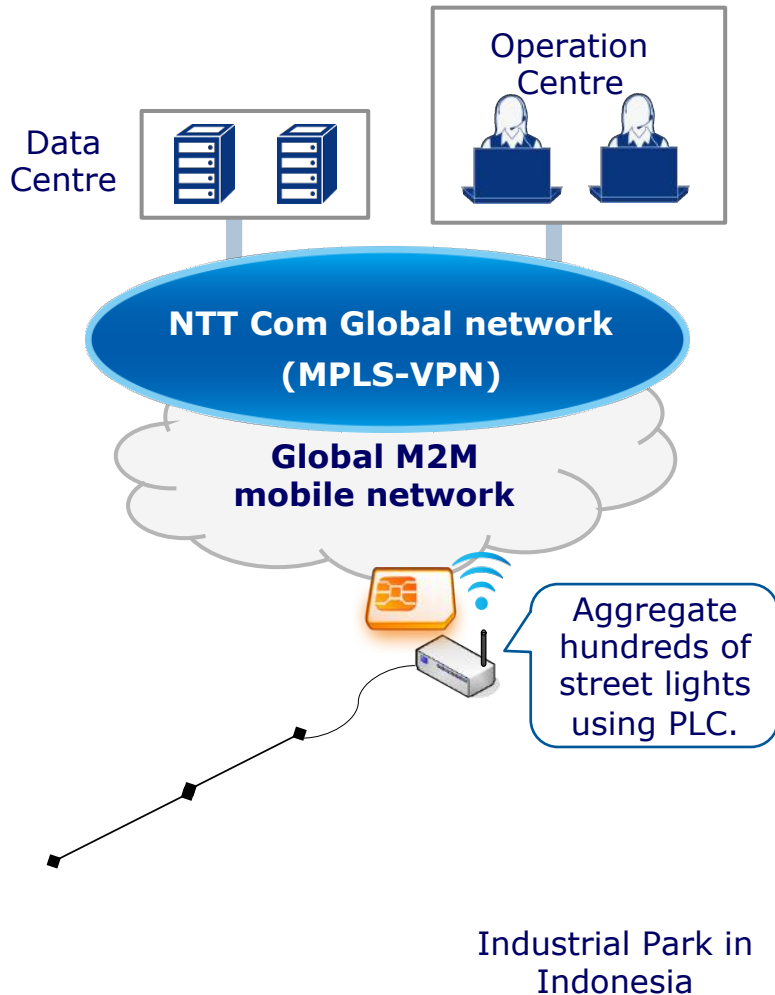 Operation
Centre
Data
Centre
NTT Com Global network
(MPLS-VPN)
Global M2M
mobile network
Aggregate
hundreds of
street lights
using PLC.
Industrial Park in
Indonesia